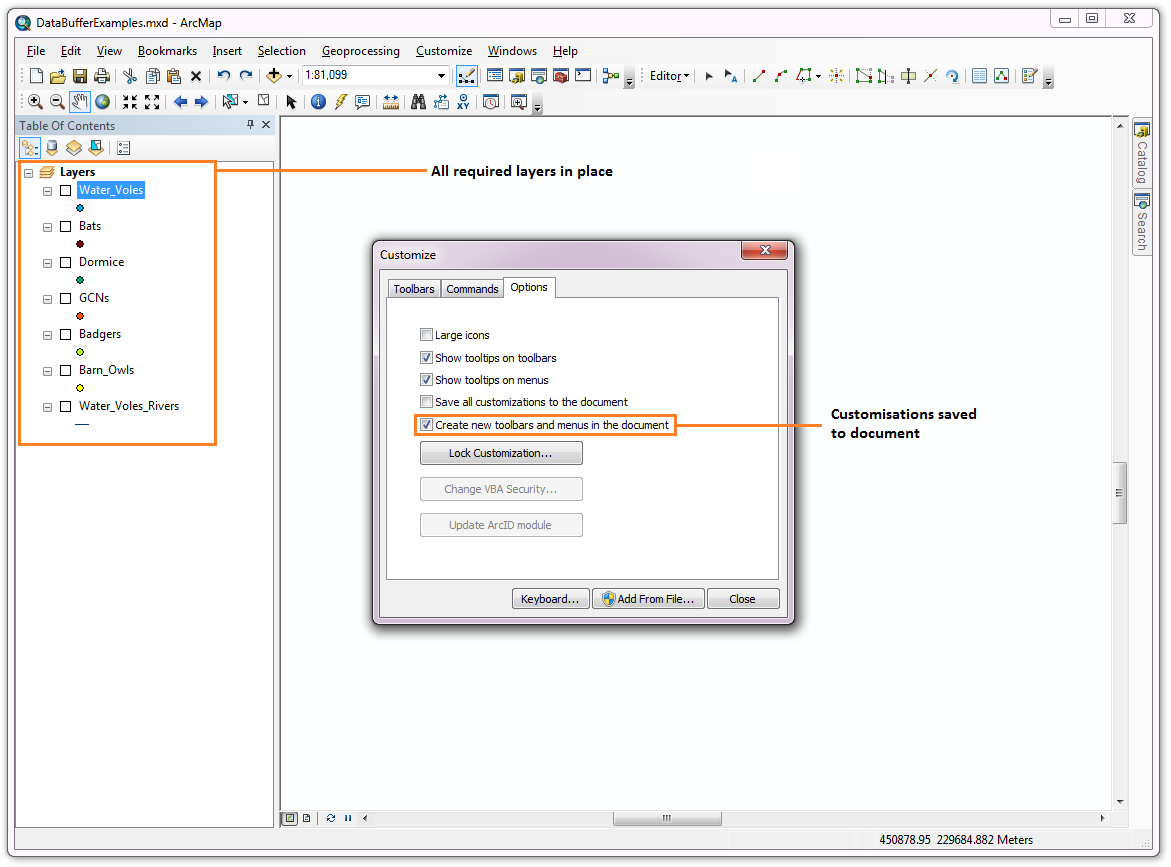 DataBufferExamples.mxd - ArcMap
File Edit View Bookmarks Insert Selection Geoprocessing Customize Windows Help
1:81,099
Editor
Table Of Contents
Layers
Water_Voles
Bats
Dormice
GCNs
Badgers
Barn_Owls
Water_Voles_Rivers
All required layers in place
Customize
Toolbars Commands Options
Large icons
Show tooltips on toolbars
Show tooltips on menus
Save all customizations to the document
Create new toolbars and menus in the document
Lock Customization...
Change VBA Security...
Update ArcID module
Keyboard... Add From File... Close
Customisations saved
to document
Catalog
Search
450878.95 229684.882 Meters